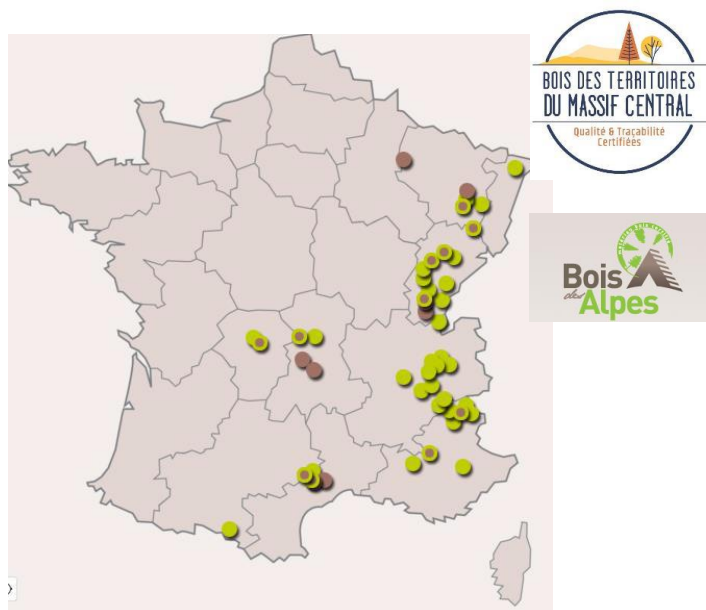 BOIS DES TERRITOIRES
DU MASSIF CENTRAL
Qualité & Traçabilité
Certifiées
Bois
des
Alpes